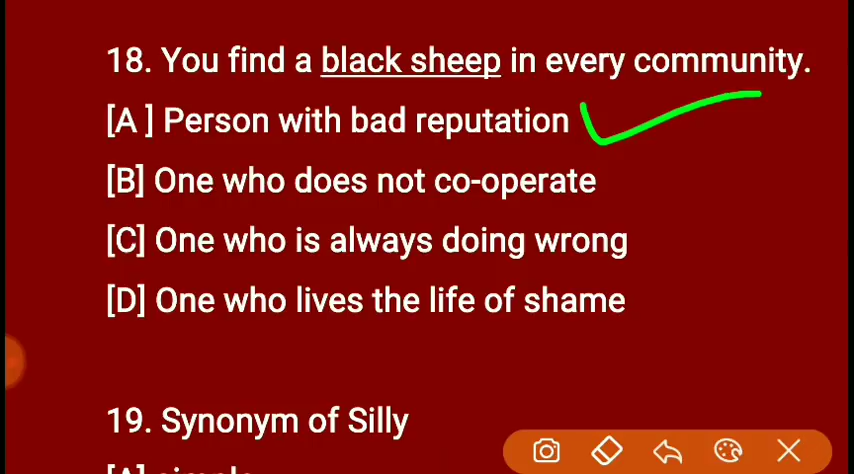 18. You find a black sheep in every community.
[A ] Person with bad reputation
[B] One who does not co-operate
[C] One who is always doing wrong
[D] One who lives the life of shame
19. Synonym of Silly
[A] simple